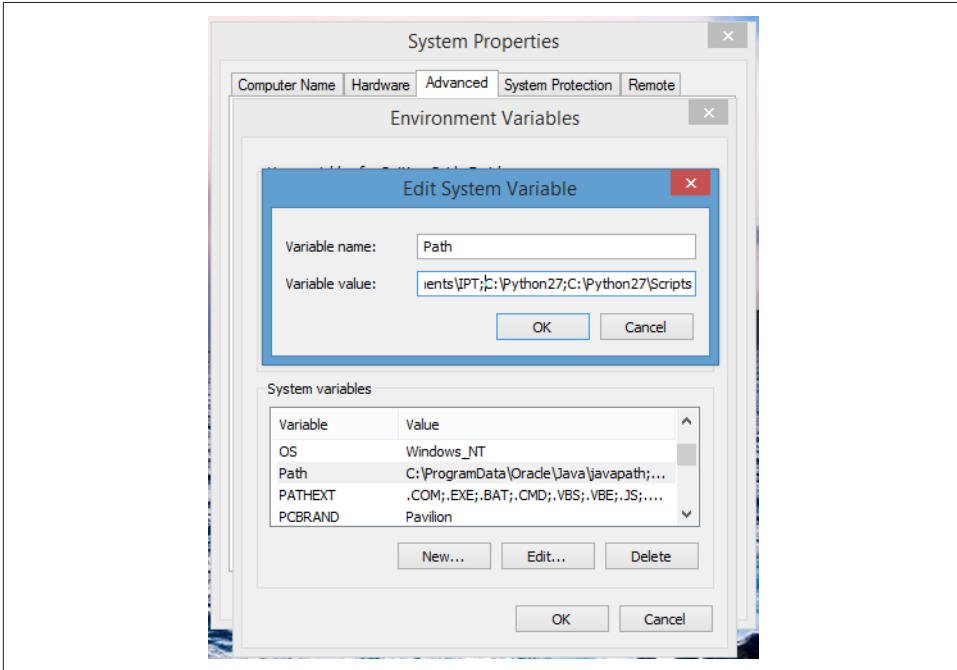 System Properties
Computer Name Hardware Advanced System Protection Remote
Environment Variables
Edit System Variable
Variable name: Path
Variable value: ents\IPT;C:\Python27;C:\Python27\Scripts
OK Cancel
System variables
Variable Value
OS Windows_NT
Path C:\ProgramData\Oracle\Java\javapath;...
PATHEXT .COM;.EXE;.BAT;.CMD;.VBS;.VBE;.JS;....
PCBRAND Pavilion
New... Edit... Delete
OK Cancel